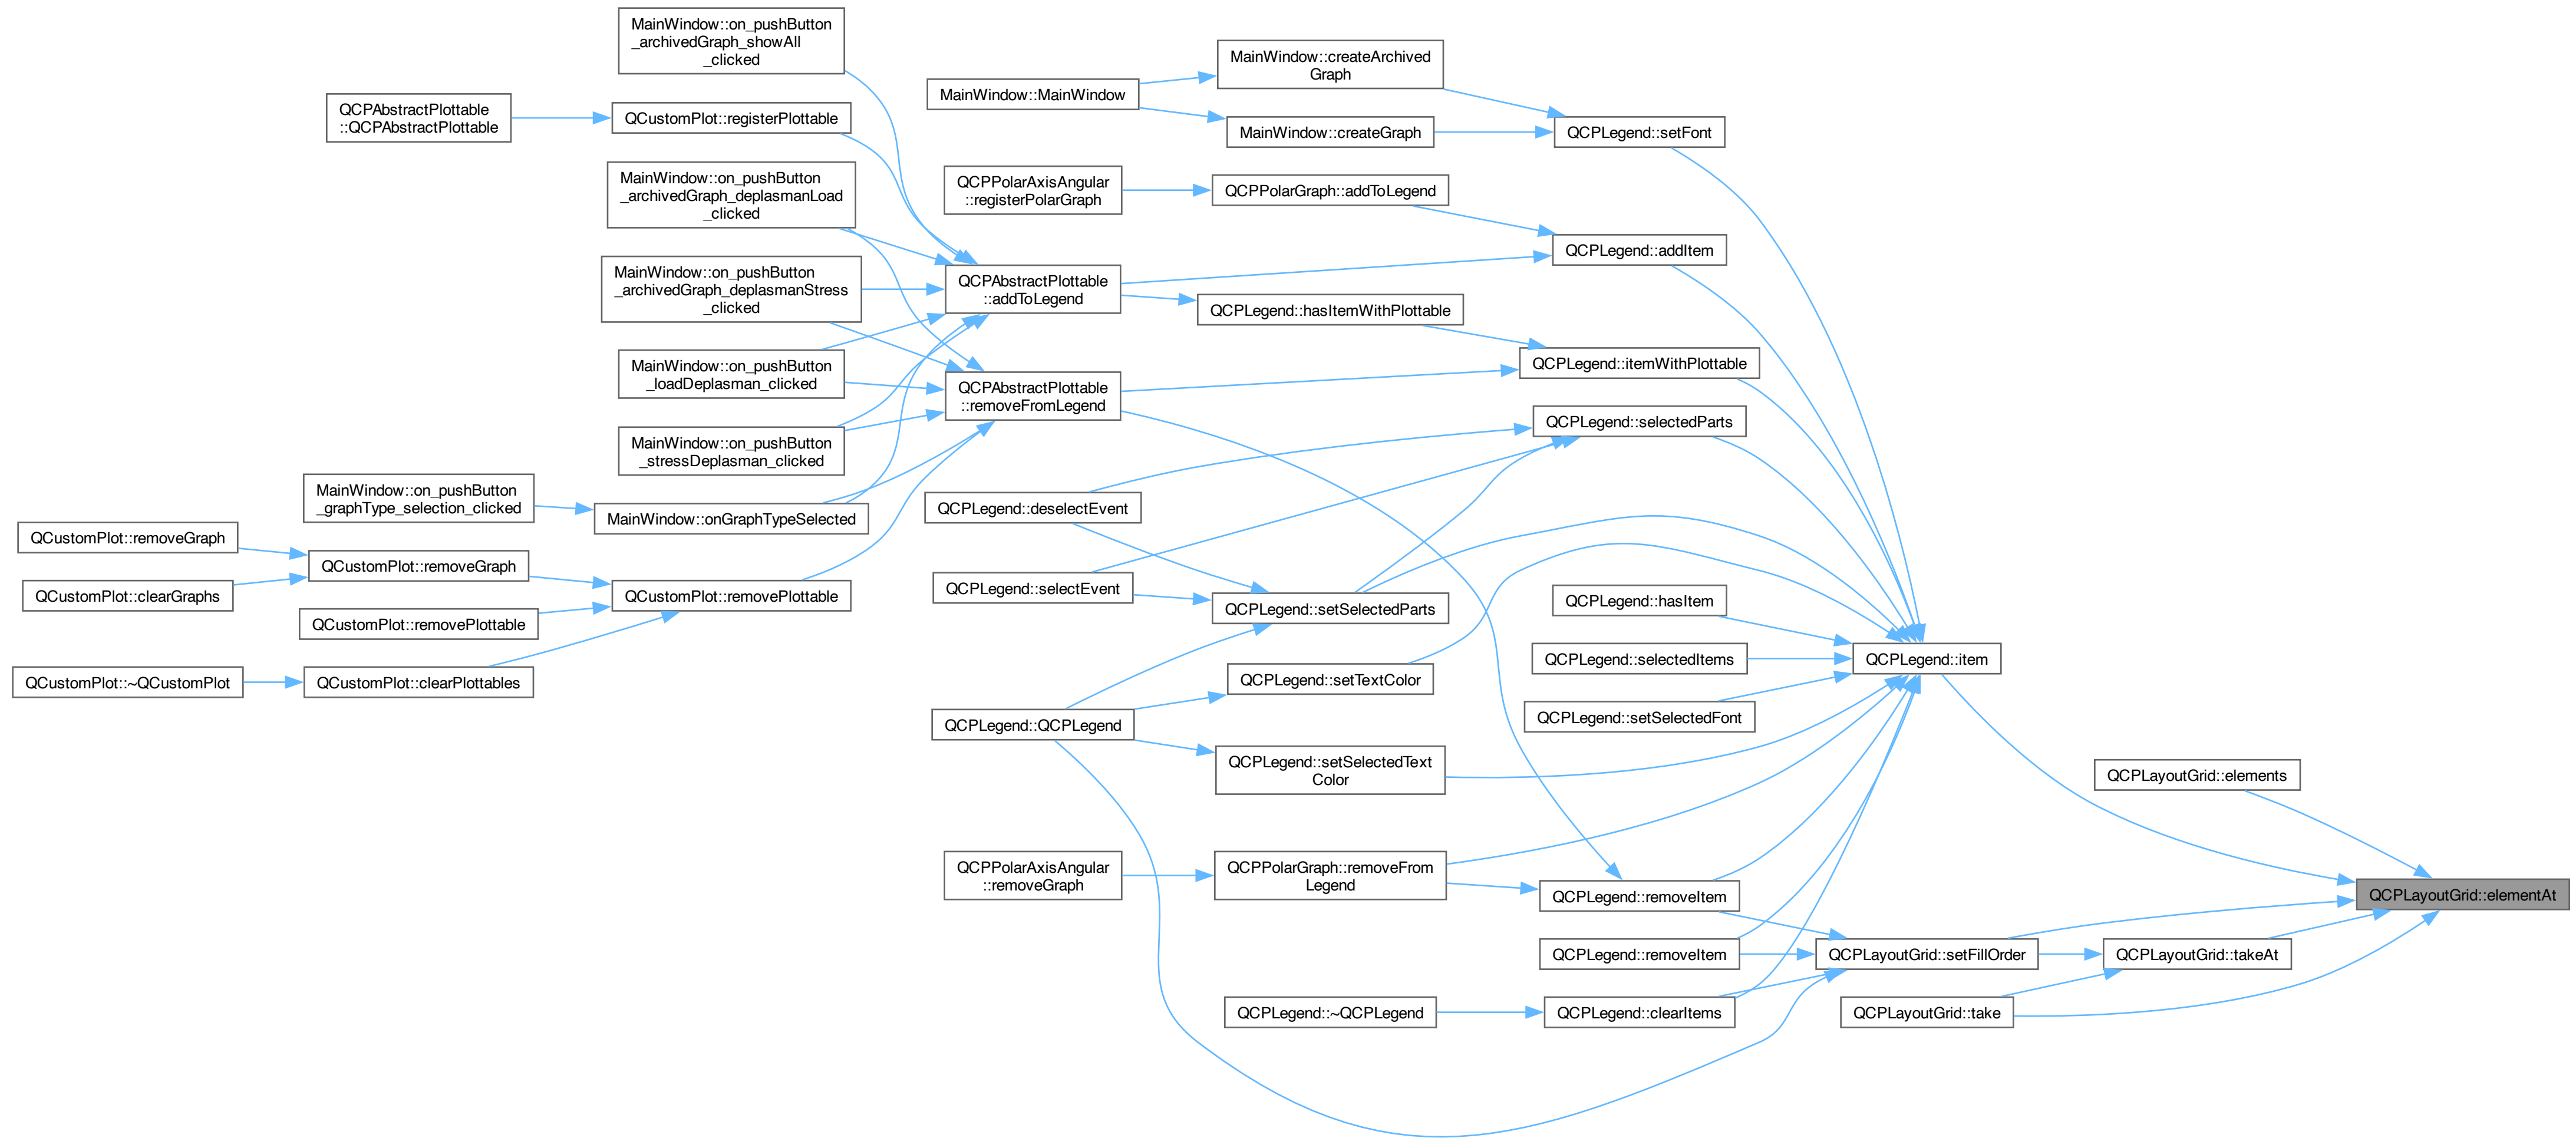 MainWindow::on_pushButton
_archivedGraph_showAll
_clicked
QCPAbstractPlottable
::QCPAbstractPlottable
QCustomPlot::registerPlottable
MainWindow::on_pushButton
_archivedGraph_deplasmanLoad
_clicked
MainWindow::on_pushButton
_archivedGraph_deplasmanStress
_clicked
MainWindow::on_pushButton
_loadDeplasman_clicked
MainWindow::on_pushButton
_stressDeplasman_clicked
MainWindow::on_pushButton
_graphType_selection_clicked
MainWindow::onGraphTypeSelected
QCustomPlot::removeGraph
QCustomPlot::removeGraph
QCustomPlot::clearGraphs
QCustomPlot::removePlottable
QCustomPlot::removePlottable
QCustomPlot::~QCustomPlot
QCustomPlot::clearPlottables
MainWindow::MainWindow
MainWindow::createArchived
Graph
MainWindow::createGraph
QCPLegend::setFont
QCPPolarAxisAngular
::registerPolarGraph
QCPPolarGraph::addToLegend
QCPLegend::addItem
QCPAbstractPlottable
::addToLegend
QCPLegend::hasItemWithPlottable
QCPLegend::itemWithPlottable
QCPAbstractPlottable
::removeFromLegend
QCPLegend::selectedParts
QCPLegend::deselectEvent
QCPLegend::selectEvent
QCPLegend::setSelectedParts
QCPLegend::hasItem
QCPLegend::selectedItems
QCPLegend::item
QCPLegend::setTextColor
QCPLegend::setSelectedFont
QCPLegend::QCPLegend
QCPLegend::setSelectedText
Color
QCPLayoutGrid::elements
QCPPolarAxisAngular
::removeGraph
QCPPolarGraph::removeFrom
Legend
QCPLegend::removeItem
QCPLayoutGrid::elementAt
QCPLegend::removeItem
QCPLayoutGrid::setFillOrder
QCPLayoutGrid::takeAt
QCPLegend::~QCPLegend
QCPLegend::clearItems
QCPLayoutGrid::take